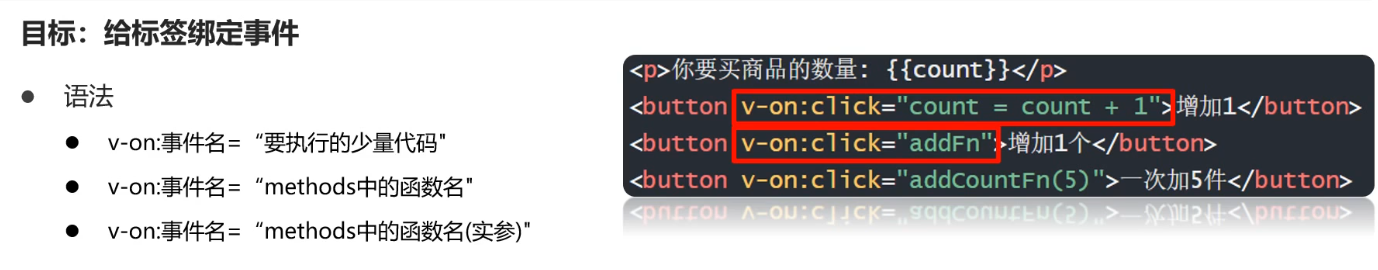 目标：给标签绑定事件
语法
v-on:事件名=“要执行的少量代码"
v-on:事件名=“methods中的函数名"
v-on:事件名=“methods中的函数名(实参)"
<p>你要买商品的数量: {{count}}</p>
<button v-on:click="count = count + 1">增加1</button>
<button v-on:click="addFn">增加1个</button>
<button v-on:click="addCountFn(5)">一次加5件</button>